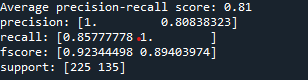 Average precision-recall score: 0.81
precision: [1.         0.80838323]
recall: [0.85777778 1.        ]
fscore: [0.92344498 0.89403974]
support: [225 135]